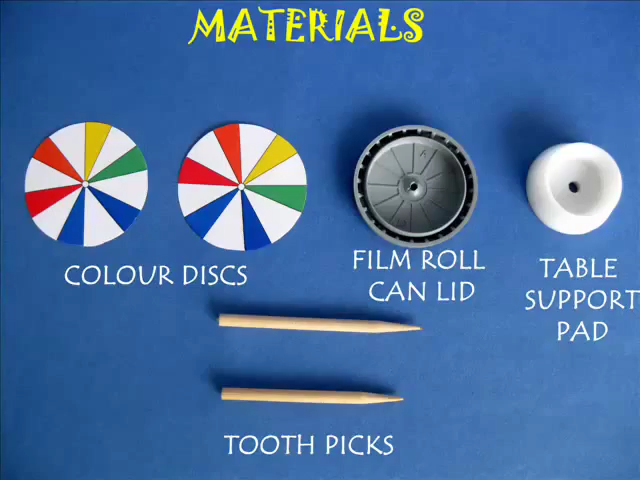 MATERIALS
COLOUR DISCS
FILM ROLL
CAN LID
TABLE
SUPPORT
PAD
TOOTH PICKS